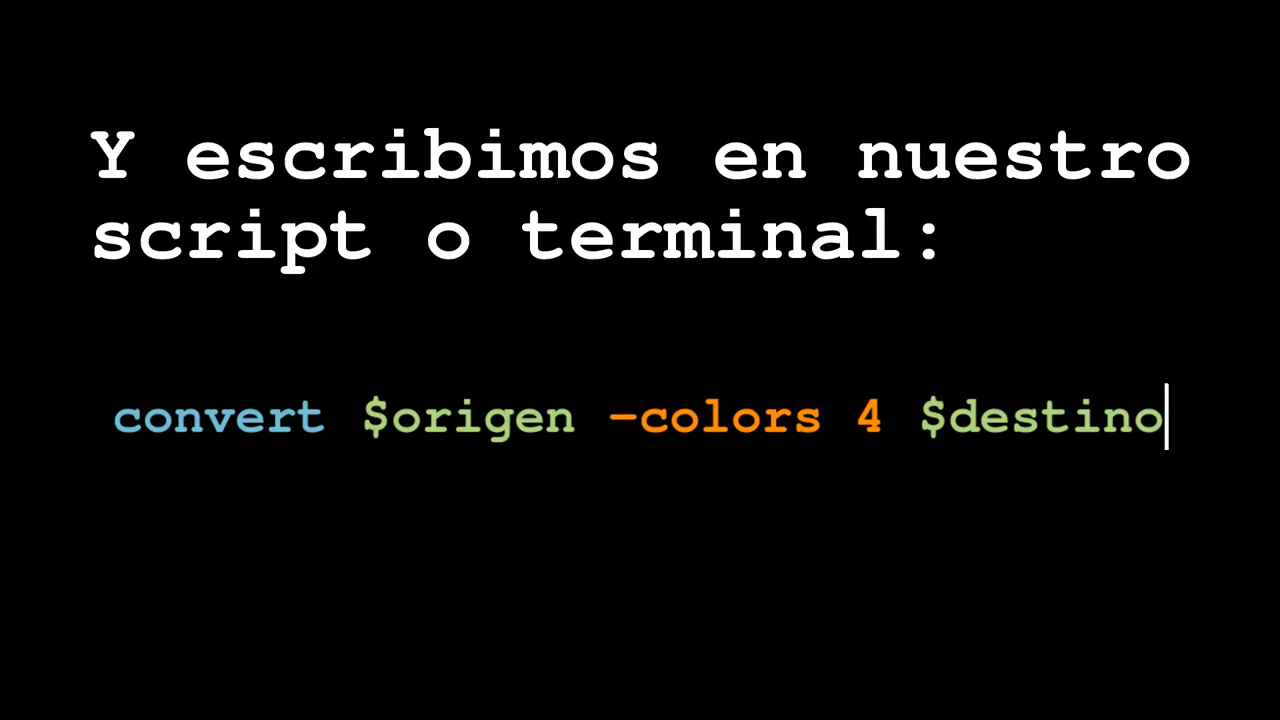 Y escribimos en nuestro
script o terminal:
convert $origen -colors 4 $destino